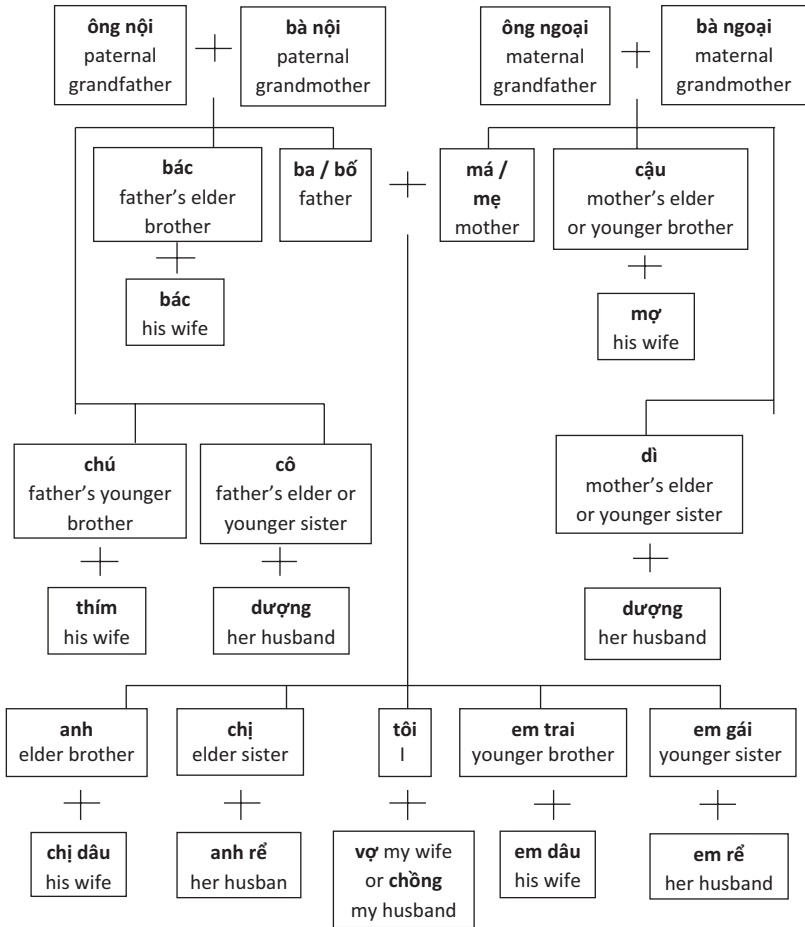 ông nội
paternal
grandfather
bà nội
paternal
grandmother
ông ngoại
maternal
grandfather
bà ngoại
maternal
grandmother
bác
father's elder
brother
ba / bố
father
má /
mẹ
mother
cậu
mother's elder
or younger brother
bác
his wife
mợ
his wife
chú
father's younger
brother
cô
father's elder or
younger sister
dì
mother's elder
or younger sister
thím
his wife
dượng
her husband
dượng
her husband
anh
elder brother
chị
elder sister
tôi
I
em trai
younger brother
em gái
younger sister
chị dâu
his wife
anh rể
her husban
vợ my wife
or chồng
my husband
em dâu
his wife
em rể
her husband